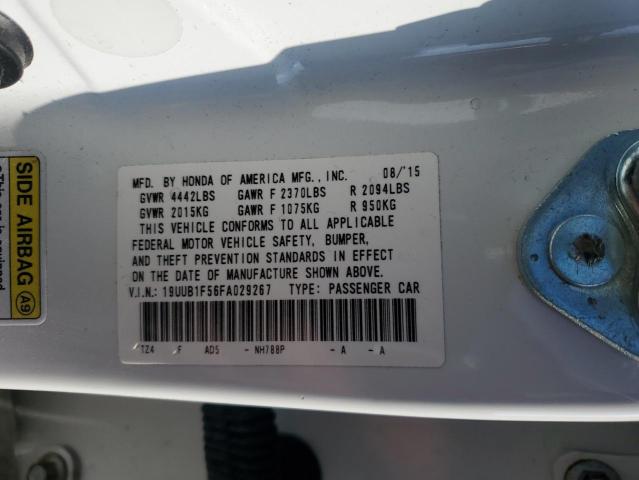 MFD. BY HONDA OF AMERICA MFG., INC. 08/'15
GVWR 4442LBS GAWR F 2370LBS R 2094LBS
GVWR 2015KG GAWR F 1075KG R 950KG
THIS VEHICLE CONFORMS TO ALL APPLICABLE
FEDERAL MOTOR VEHICLE SAFETY, BUMPER,
AND THEFT PREVENTION STANDARDS IN EFFECT
ON THE DATE OF MANUFACTURE SHOWN ABOVE.
V.I.N.: 19UUB1F56FA029267 TYPE: PASSENGER CAR
TZ4 F AD5 - NH788P - A - A
SIDE AIRBAG A9